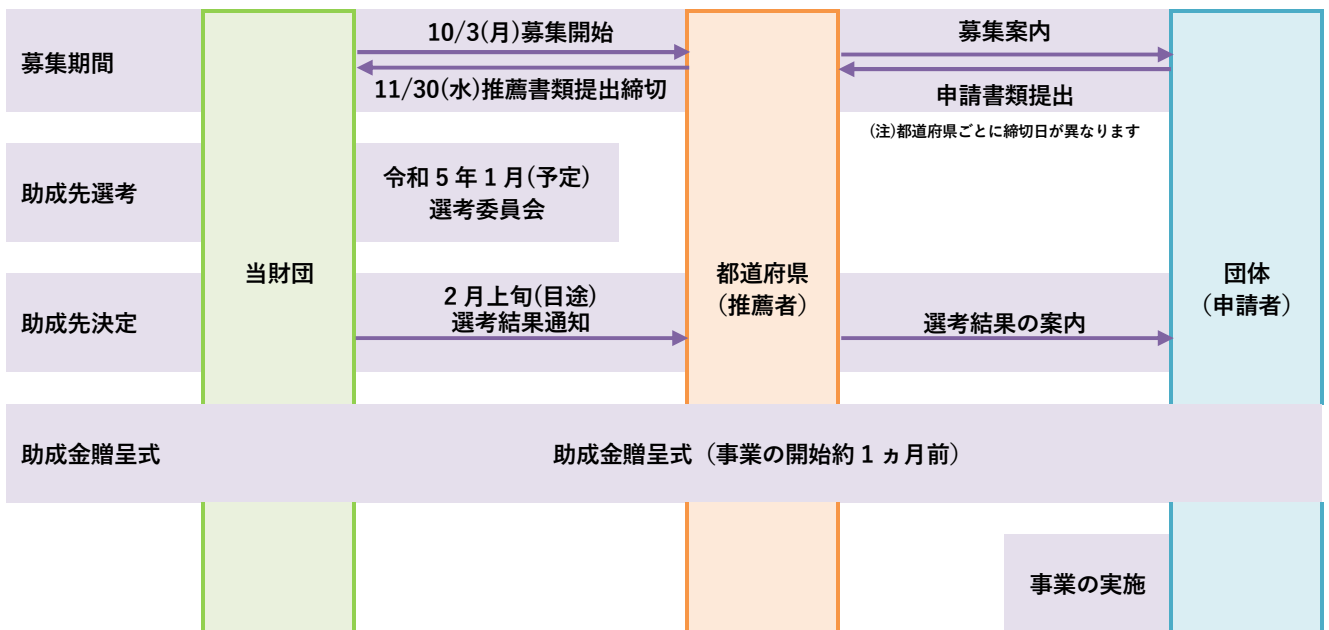 募集期間
10/3(月)募集開始
11/30(水)推薦書類提出締切
募集案内
申請書類提出
(注)都道府県ごとに締切日が異なります
助成先選考
令和5年1月(予定)
選考委員会
当財団
都道府県
（推薦者）
団体
（申請者）
助成先決定
2月上旬(目途)
選考結果通知
選考結果の案内
助成金贈呈式
助成金贈呈式（事業の開始約1ヵ月前）
事業の実施